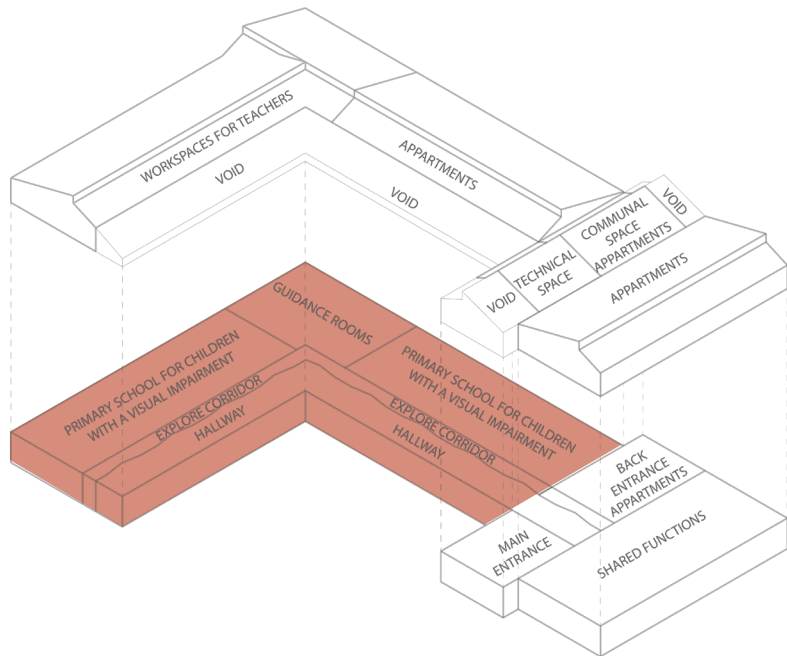 WORKSPACES FOR TEACHERS
VOID
APPARTMENTS
VOID
VOID
TECHNICAL
SPACE
COMMUNAL
SPACE
APPARTMENTS
VOID
APPARTMENTS
GUIDANCE ROOMS
PRIMARY SCHOOL FOR CHILDREN
WITH A VISUAL IMPAIRMENT
EXPLORE CORRIDOR
HALLWAY
PRIMARY SCHOOL FOR CHILDREN
WITH A VISUAL IMPAIRMENT
EXPLORE CORRIDOR
HALLWAY
MAIN
ENTRANCE
BACK
ENTRANCE
APPARTMENTS
SHARED FUNCTIONS